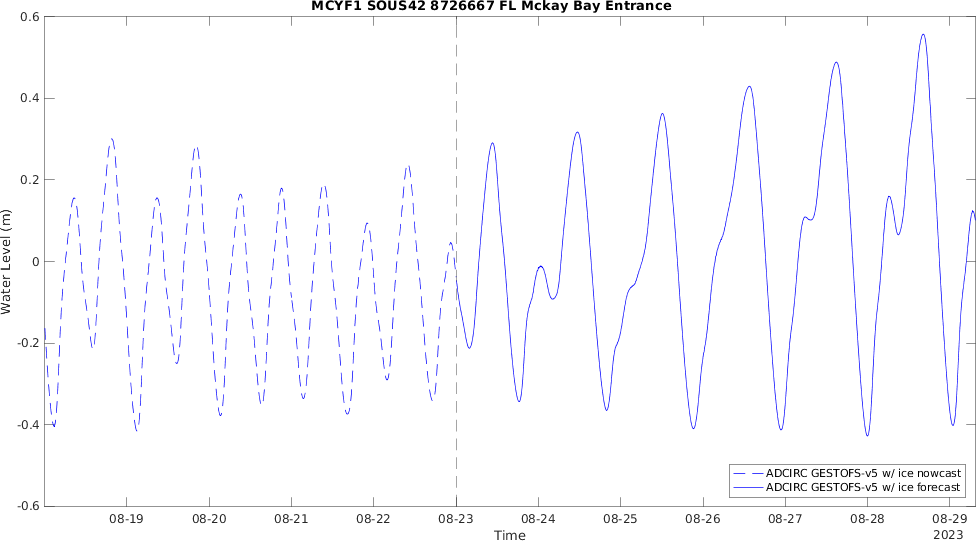 MCYF1 SOUS42 8726667 FL Mckay Bay Entrance
Water Level (m)
0.6
0.4
0.2
0
-0.2
-0.4
-0.6
ADCIRC GESTOFS-v5 w/ ice nowcast
ADCIRC GESTOFS-v5 w/ ice forecast
08-19 08-20 08-21 08-22 08-23 08-24 08-25 08-26 08-27 08-28 08-29
2023
Time